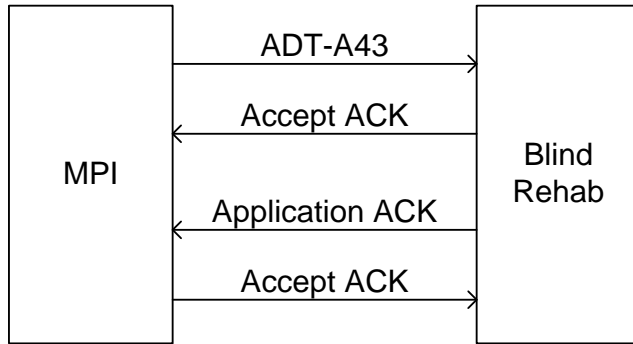 ADT-A43
Accept ACK
MPI
Blind
Rehab
Application ACK
Accept ACK